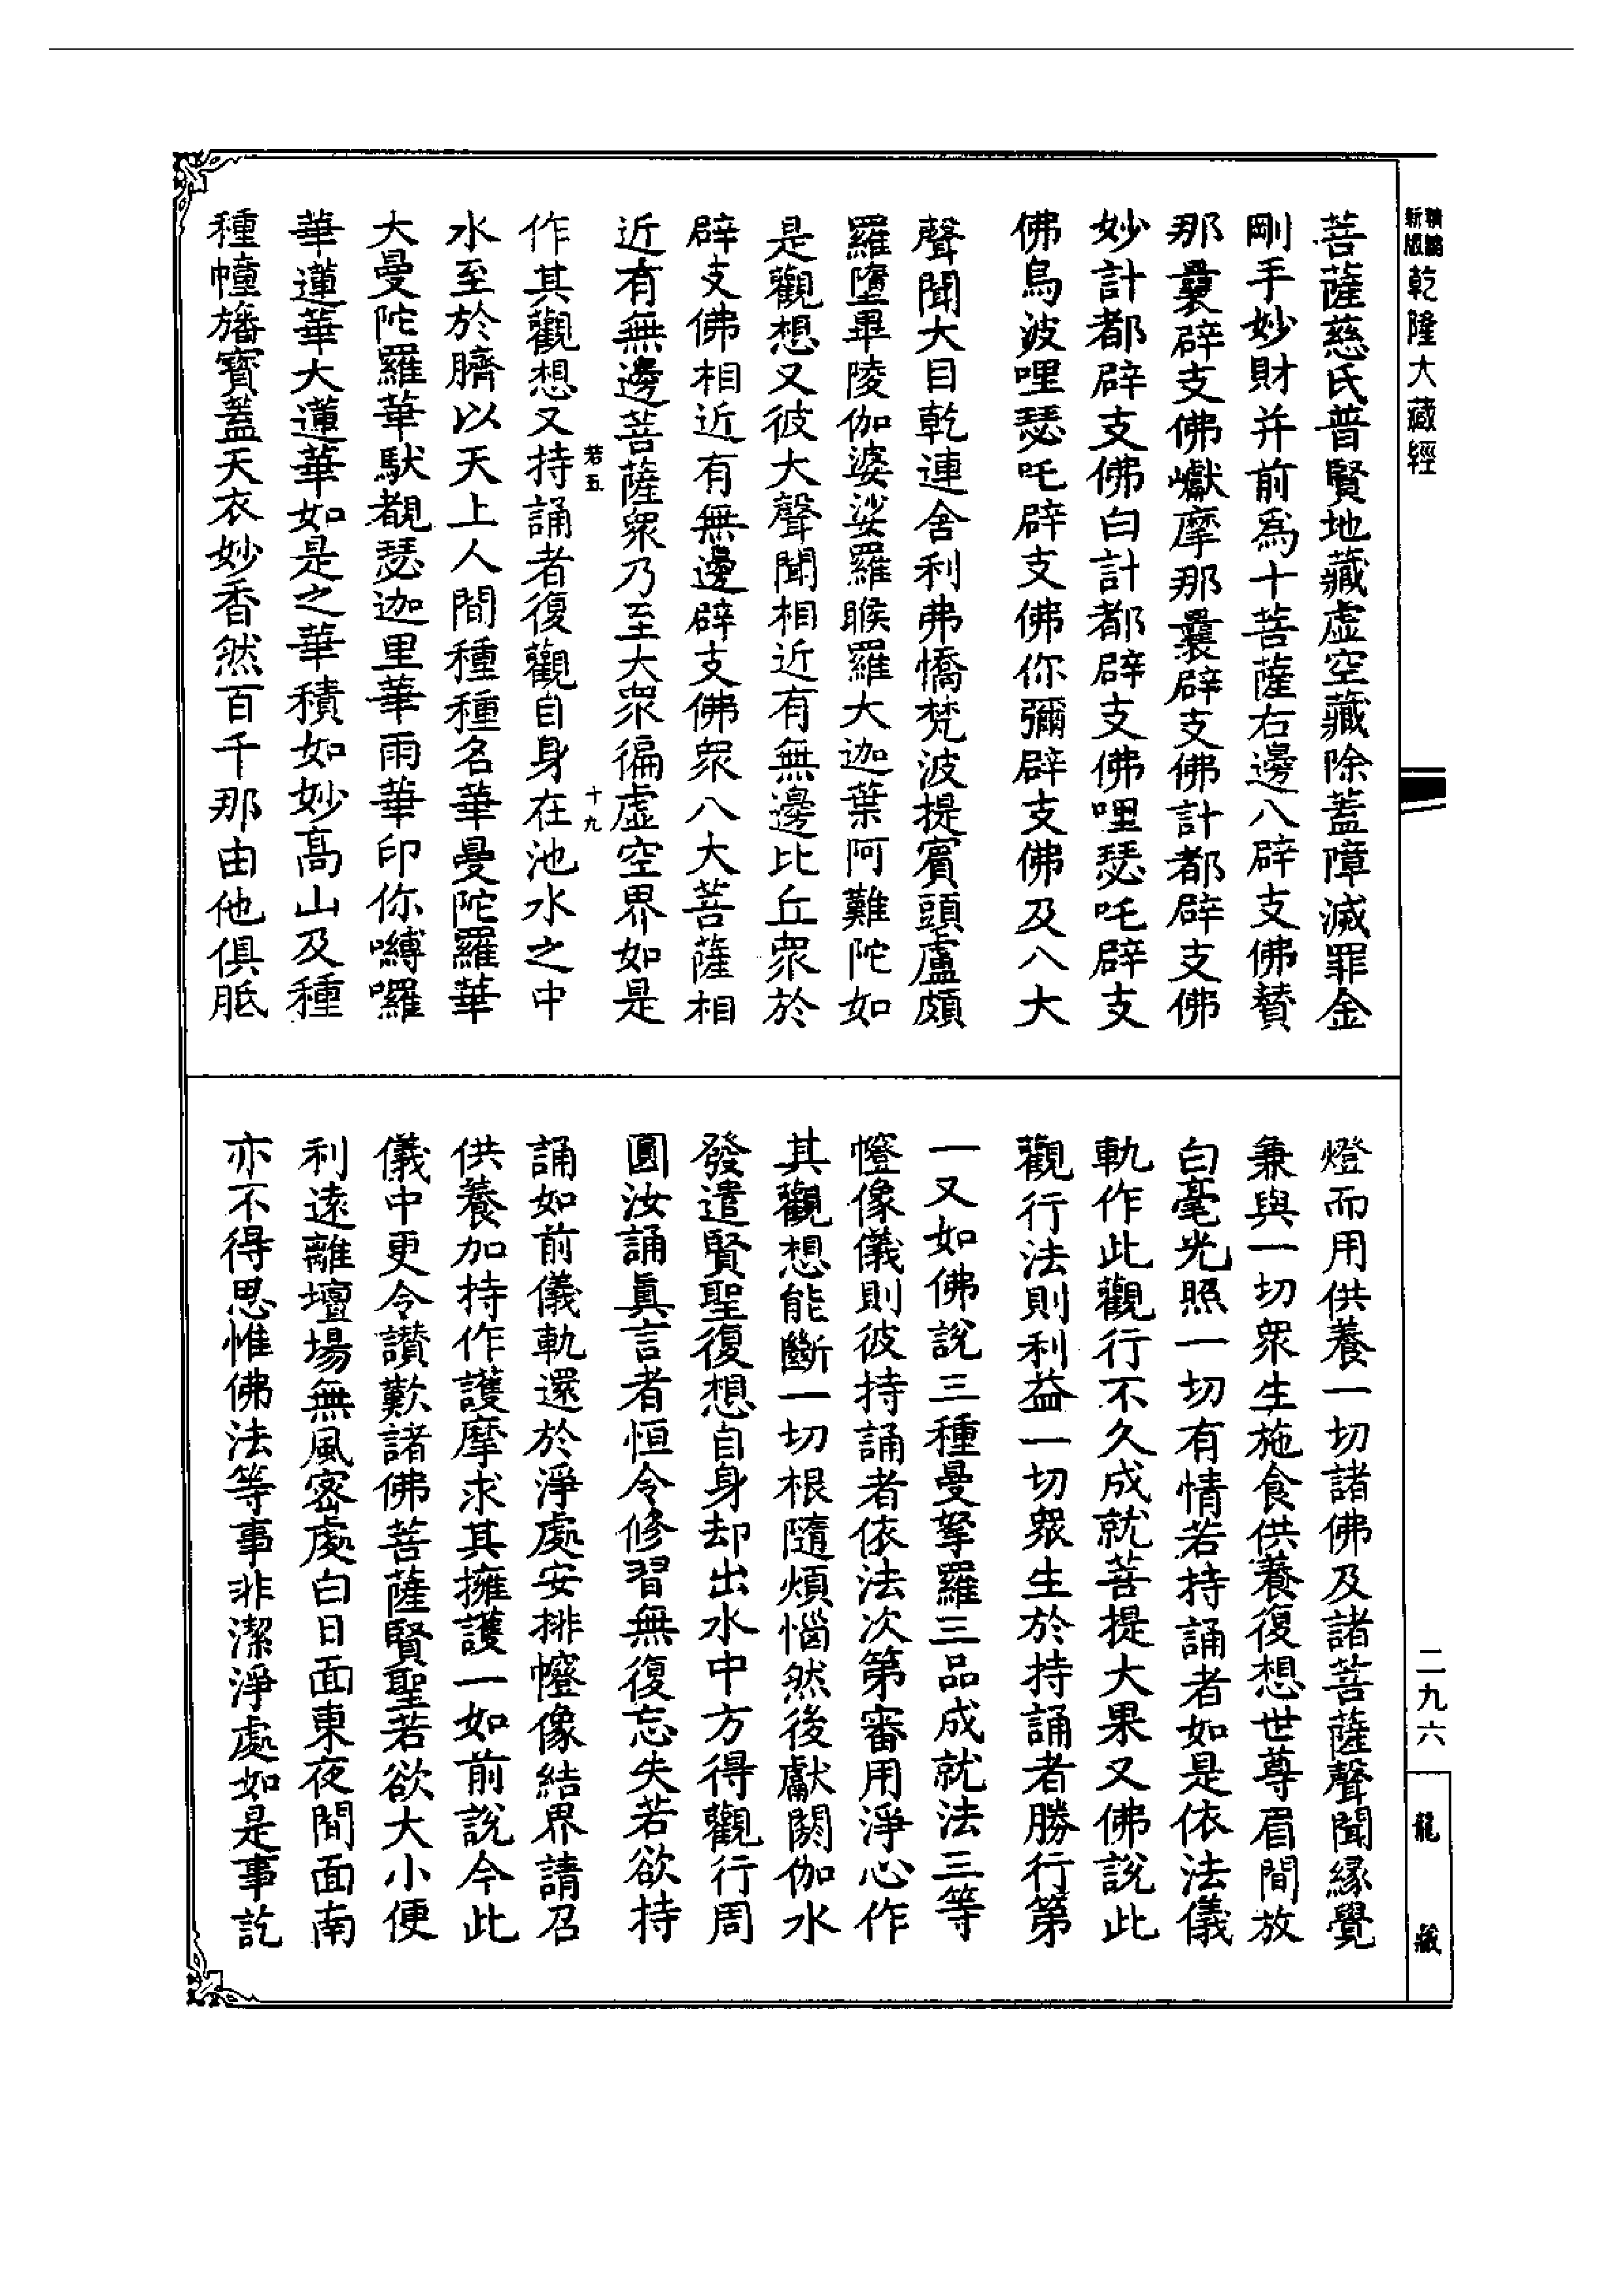 新版
精編
乾隆大藏經
菩薩慈氏普賢地藏虛空藏除蓋障滅罪金
剛手妙財并前為十菩薩右邊八辟支佛贊
那曩辟支佛巘摩那曩辟支佛計都辟支佛
妙計都辟支佛白計都辟支佛哩瑟吒辟支
佛烏波哩瑟吒辟支佛你彌辟支佛及八大
聲聞大目乾連舍利弗憍梵波提賓頭盧頗
羅墮畢陵伽婆娑羅睺羅大迦葉阿難陀如
是觀想又彼大聲聞相近有無邊比丘眾於
辟支佛相近有無邊辟支佛眾八大菩薩相
近有無邊菩薩眾乃至大眾徧虛空界如是
若五
十九
作其觀想又持誦者復觀自身在池水之中
水至於臍以天上人間種種名華曼陀羅華
大曼陀羅華馱覩瑟迦里華雨華印你嚩囉
華蓮華大蓮華如是之華積如妙高山及種
種幢旛寶蓋天衣妙香然百千那由他俱胝
燈而用供養一切諸佛及諸菩薩聲聞緣覺
兼與一切眾生施食供養復想世尊眉間放
白毫光照一切有情若持誦者如是依法儀
軌作此觀行不久成就菩提大果又佛說此
觀行法則利益一切眾生於持誦者勝行第
一又如佛說三種曼拏羅三品成就法三等
㡧像儀則彼持誦者依法次第審用淨心作
其觀想能斷一切根隨煩惱然後獻閼伽水
發遣賢聖復想自身却出水中方得觀行周
圓汝誦眞言者恒令修習無復忘失若欲持
誦如前儀軌還於淨處安排㡧像結界請召
供養加持作護摩求其擁護一如前說今此
儀中更令讚歎諸佛菩薩賢聖若欲大小便
利遠離壇場無風密處白日面東夜間面南
亦不得思惟佛法等事非潔淨處如是事訖
二九六
龍藏